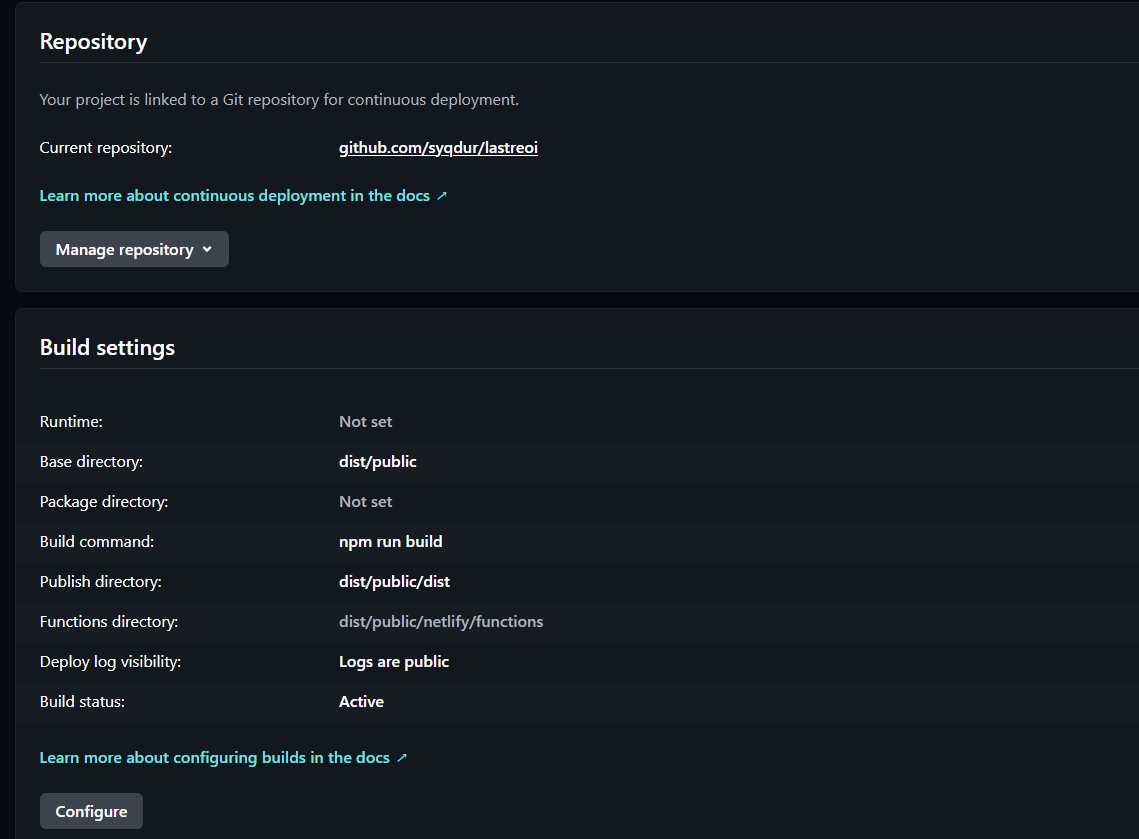 Repository
Your project is linked to a Git repository for continuous deployment.
Current repository: github.com/syqdur/lastreoi
Learn more about continuous deployment in the docs ↗
Manage repository
Build settings
Runtime: Not set
Base directory: dist/public
Package directory: Not set
Build command: npm run build
Publish directory: dist/public/dist
Functions directory: dist/public/netlify/functions
Deploy log visibility: Logs are public
Build status: Active
Learn more about configuring builds in the docs ↗
Configure